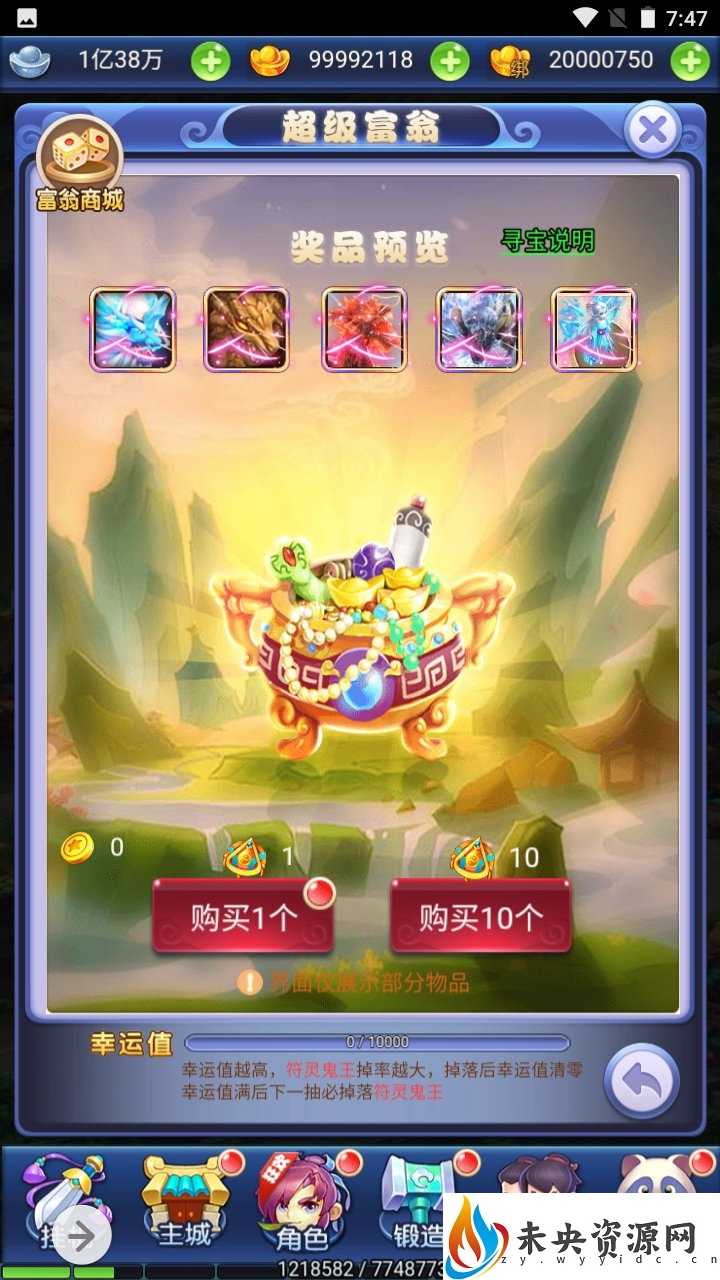 7:47
1亿38万
99992118
绑
20000750
超级富翁
富翁商城
奖品预览
寻宝说明
0
1
10
购买1个
购买10个
界面仅展示部分物品
幸运值
0/10000
幸运值越高，符灵鬼王掉率越大，掉落后幸运值清零
幸运值满后下一抽必掉落符灵鬼王
狂欢
主城
角色
锻造
1218582 / 7748773
未央资源网
zy.wyyidc.cn